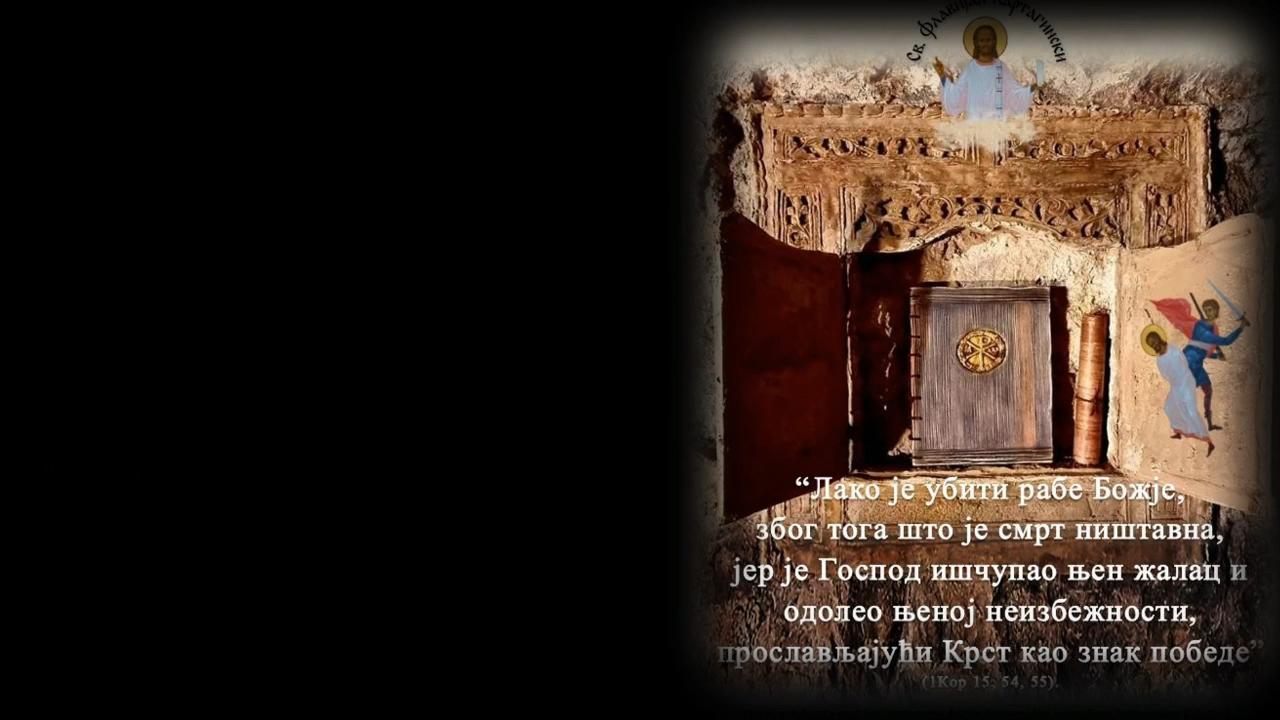 Св. Флавијан Картагински
“Лако је убити рабе Божје,
због тога што је смрт ништавна,
јер је Господ ишчупао њен жалац и
одолео њеној неизбежности,
прослављајући Крст као знак победе”
(1Кор 15; 54, 55).